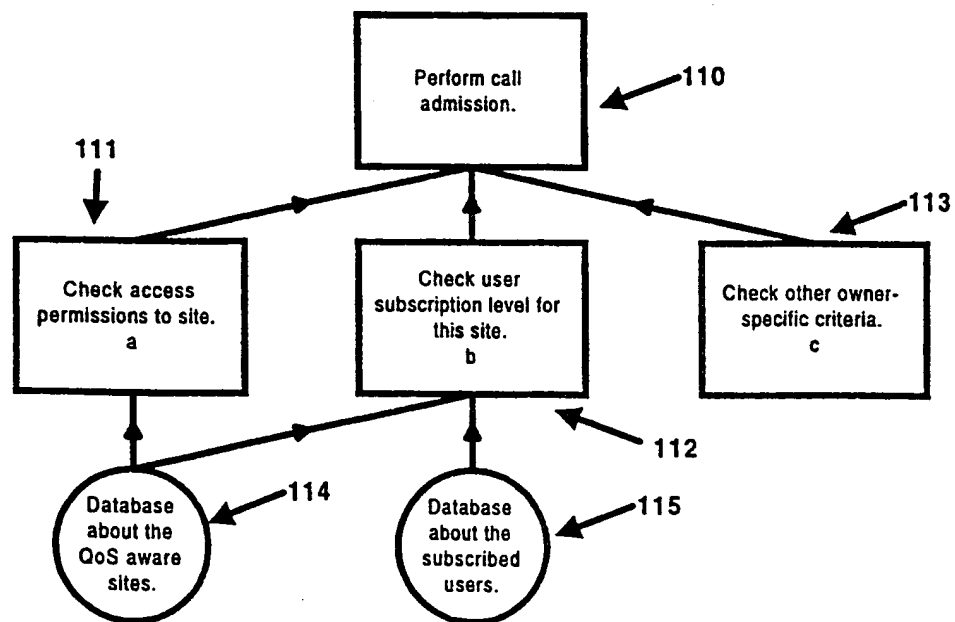 Perform call
admission.
110
111
113
Check access
permissions to site.
a
Check user
subscription level for
this site.
b
Check other owner-
specific criteria.
c
112
Database
about the
QoS aware
sites.
114
Database
about the
subscribed
users.
115